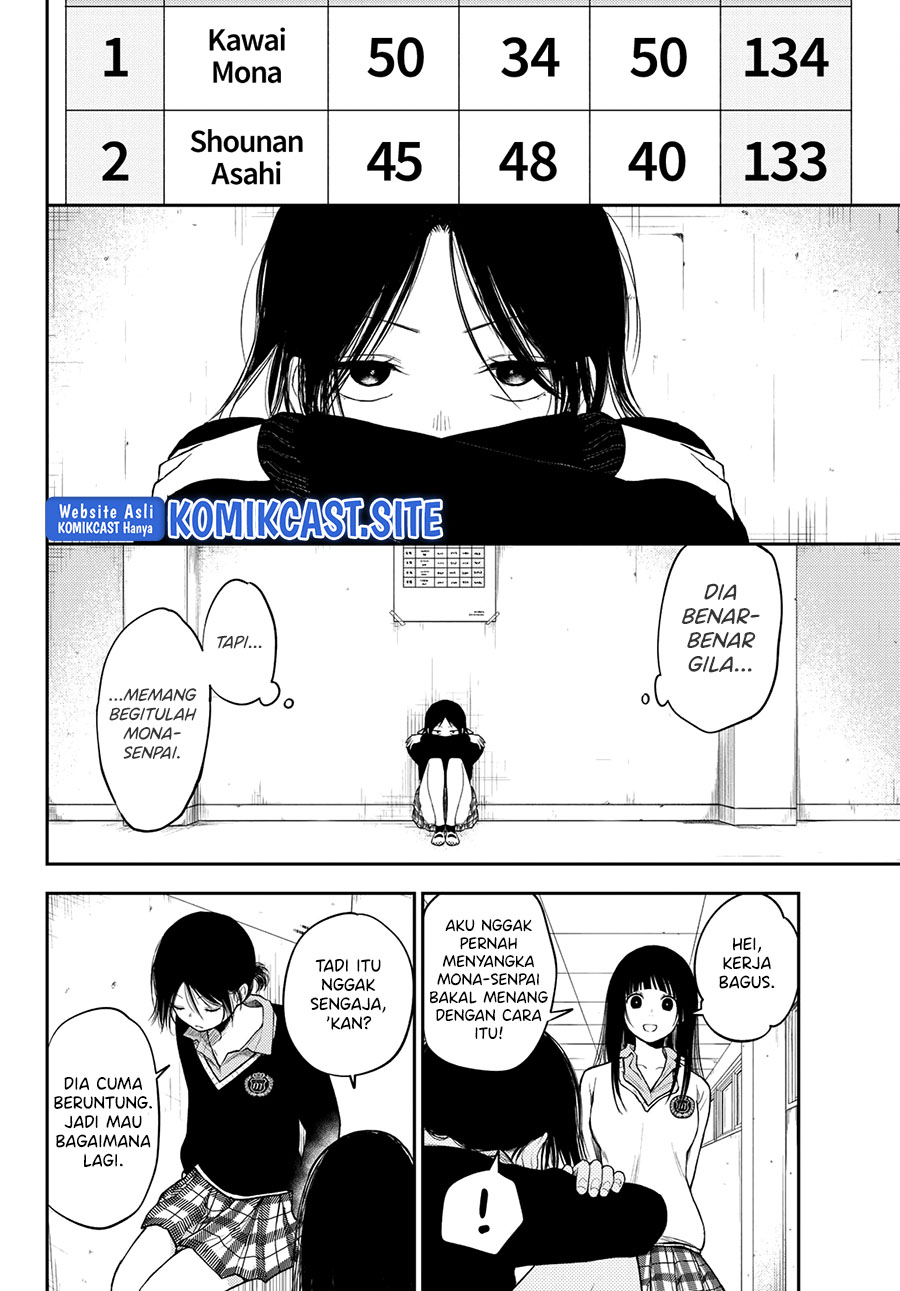 1 Kawai Mona 50 34 50 134
2 Shounan Asahi 45 48 40 133
Website Asli
KOMIKCAST Hanya
KOMIKCAST.SITE
DIA
BENAR-
BENAR
GILA...
TAPI...
...MEMANG
BEGITULAH
MONA-
SENPAI.
HEI,
KERJA
BAGUS.
AKU NGGAK
PERNAH
MENYANGKA
MONA-SENPAI
BAKAL MENANG
DENGAN CARA
ITU!
!
TADI ITU
NGGAK
SENGAJA,
'KAN?
DIA CUMA
BERUNTUNG.
JADI MAU
BAGAIMANA
LAGI.